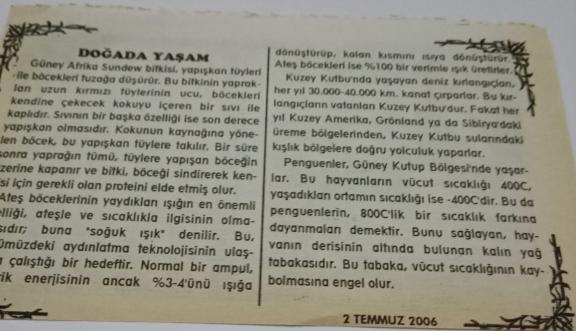 DOĞADA YAŞAM
Güney Afrika Sundew bitkisi, yapışkan tüyleri
ile böcekleri tuzağa düşürür. Bu bitkinin yaprak-
uzun kırmızı tüylerinin ucu, böcekleri
kendine çekecek kokuyu içeren bir sıvı ile
kaplıdır. Sıvının bir başka özelliği ise son derece
yapışkan olmasıdır. Kokunun kaynağına yöne-
len böcek, bu yapışkan tüylere takılır. Bir süre
sonra yaprağın tümü, tüylere yapışan böceğin
zerine kapanır ve bitki, böceği sindirerek ken-
si için gerekli olan proteini elde etmiş olur.
Ateş böceklerinin yaydıkları ışığın en önemli
elliği, ateşle ve sıcaklıkla ilgisinin olma-
sıdır; buna "soğuk ışık" denilir. Bu,
ümüzdeki aydınlatma teknolojisinin ulaş-
çalıştığı bir hedeftir. Normal bir ampul,
rik enerjisinin ancak %3-4'ünü ışığa
dönüştürüp, kalan kısmını ısıya dönüştürür.
Ateş böcekleri ise %100 bir verimle ışık üretirler.
Kuzey Kutbu'nda yaşayan deniz kırlangıçları,
her yıl 30.000-40.000 km. kanat çırparlar. Bu kır-
langıçların vatanları Kuzey Kutbu'dur. Fakat her
yıl Kuzey Amerika, Grönland ya da Sibirya'daki
üreme bölgelerinden, Kuzey Kutbu sularındaki
kışlık bölgelere doğru yolculuk yaparlar.
Penguenler, Güney Kutup Bölgesi'nde yaşar-
lar. Bu hayvanların vücut sıcaklığı 400C,
yaşadıkları ortamın sıcaklığı ise -400C'dir. Bu da
penguenlerin, 800C'lik bir sıcaklık farkına
dayanmaları demektir. Bunu sağlayan, hay-
vanın derisinin altında bulunan kalın yağ
tabakasıdır. Bu tabaka, vücut sıcaklığının kay-
bolmasına engel olur.
2 TEMMUZ 2006